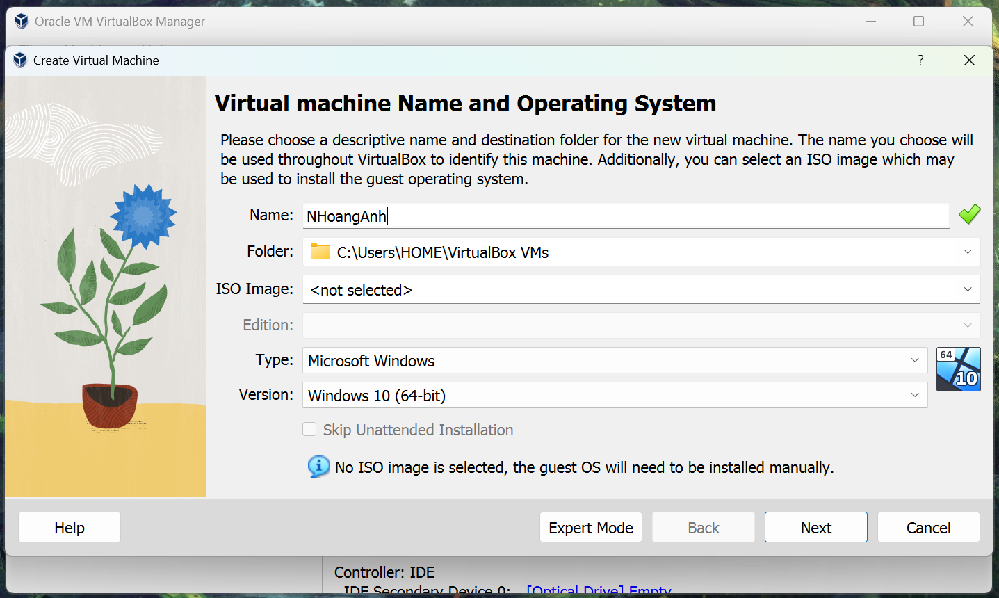 Oracle VM VirtualBox Manager
Create Virtual Machine
?
Virtual machine Name and Operating System
Please choose a descriptive name and destination folder for the new virtual machine. The name you choose will
be used throughout VirtualBox to identify this machine. Additionally, you can select an ISO image which may
be used to install the guest operating system.
Name: NHoangAnh
Folder: C:\Users\HOME\VirtualBox VMs
ISO Image: <not selected>
Edition:
Type: Microsoft Windows
64
10
Version: Windows 10 (64-bit)
Skip Unattended Installation
No ISO image is selected, the guest OS will need to be installed manually.
Help Expert Mode Back Next Cancel
Controller: IDE
IDE Secondary Device 0: [Optical Drive] Empty